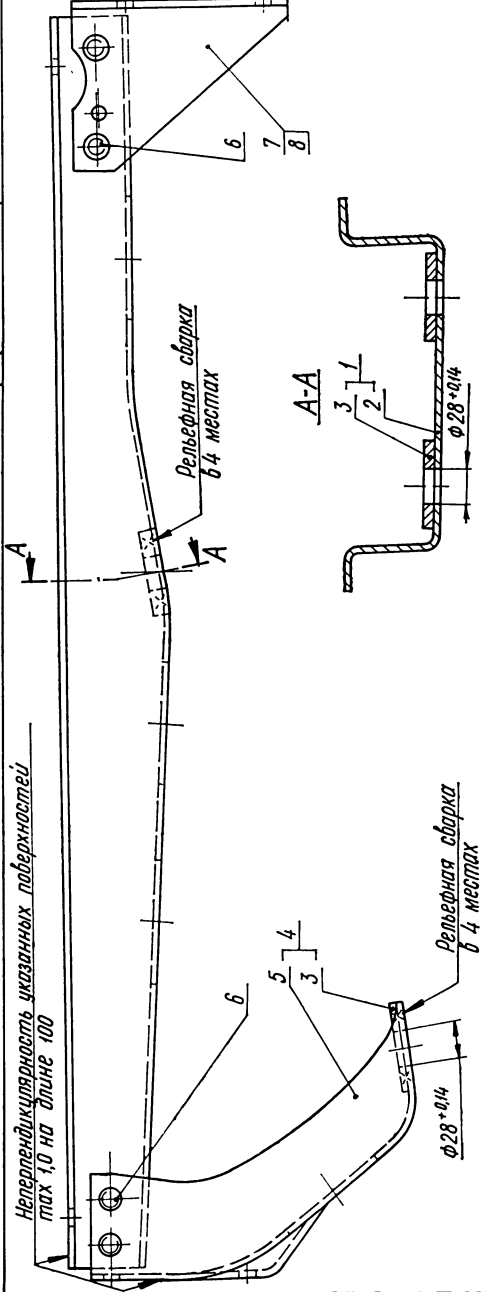 Неперпендикулярность указанных поверхностей
max 1,0 на длине 100
A
A
Рельефная сварка
в 4 местах
6
7
8
6
5
3
4
Рельефная сварка
в 4 местах
ф28+0,14
A-A
3
2
1
ф28+0,14